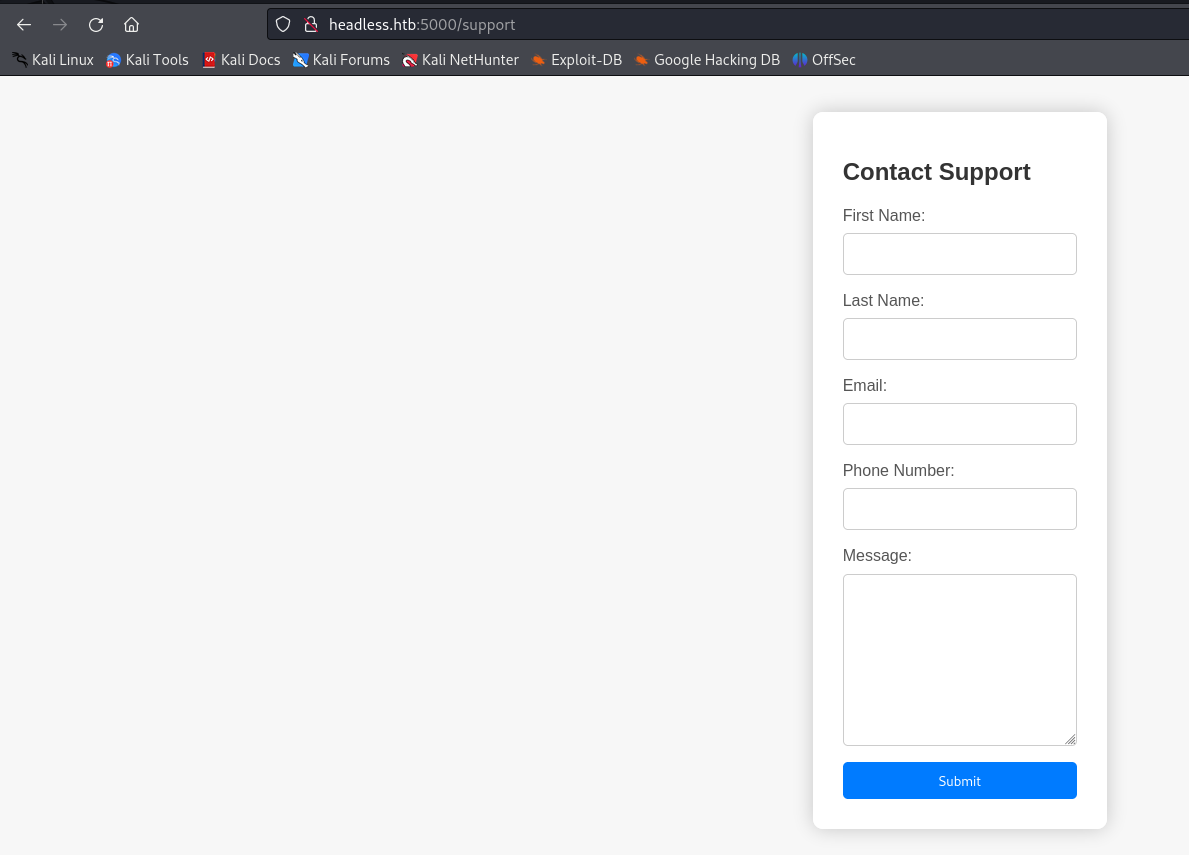 headless.htb:5000/support
Kali Linux Kali Tools Kali Docs Kali Forums Kali NetHunter Exploit-DB Google Hacking DB OffSec
Contact Support
First Name:
Last Name:
Email:
Phone Number:
Message:
Submit